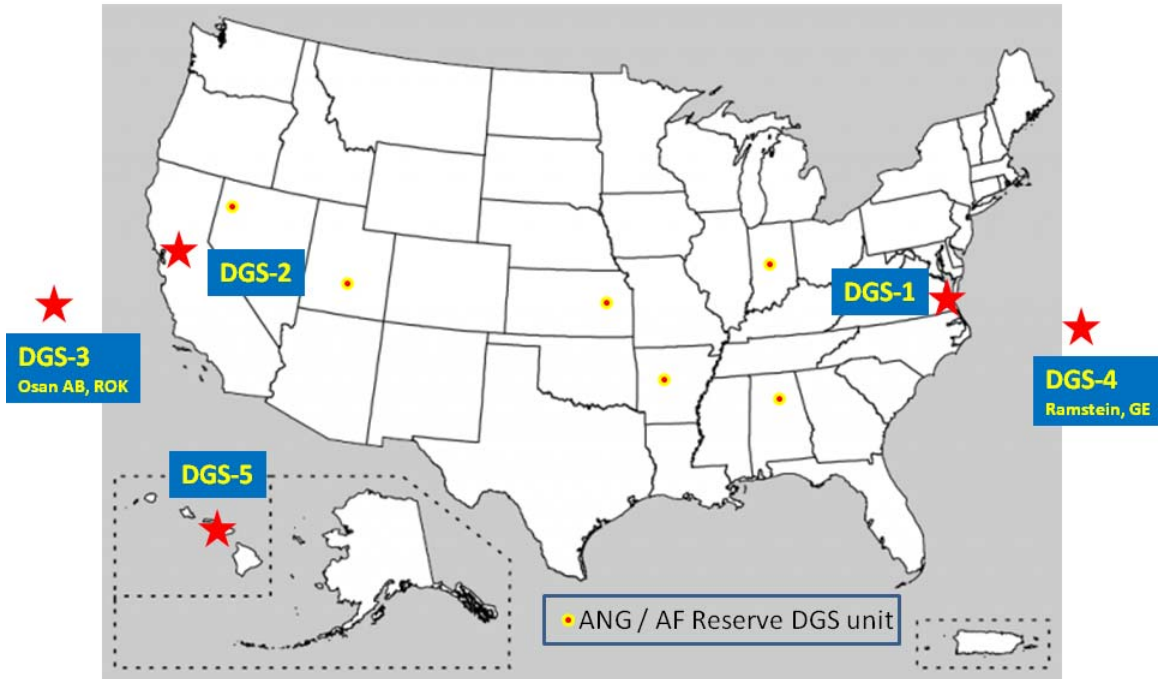 DGS-2
DGS-1
DGS-3
Osan AB, ROK
DGS-4
Ramstein, GE
DGS-5
ANG / AF Reserve DGS unit